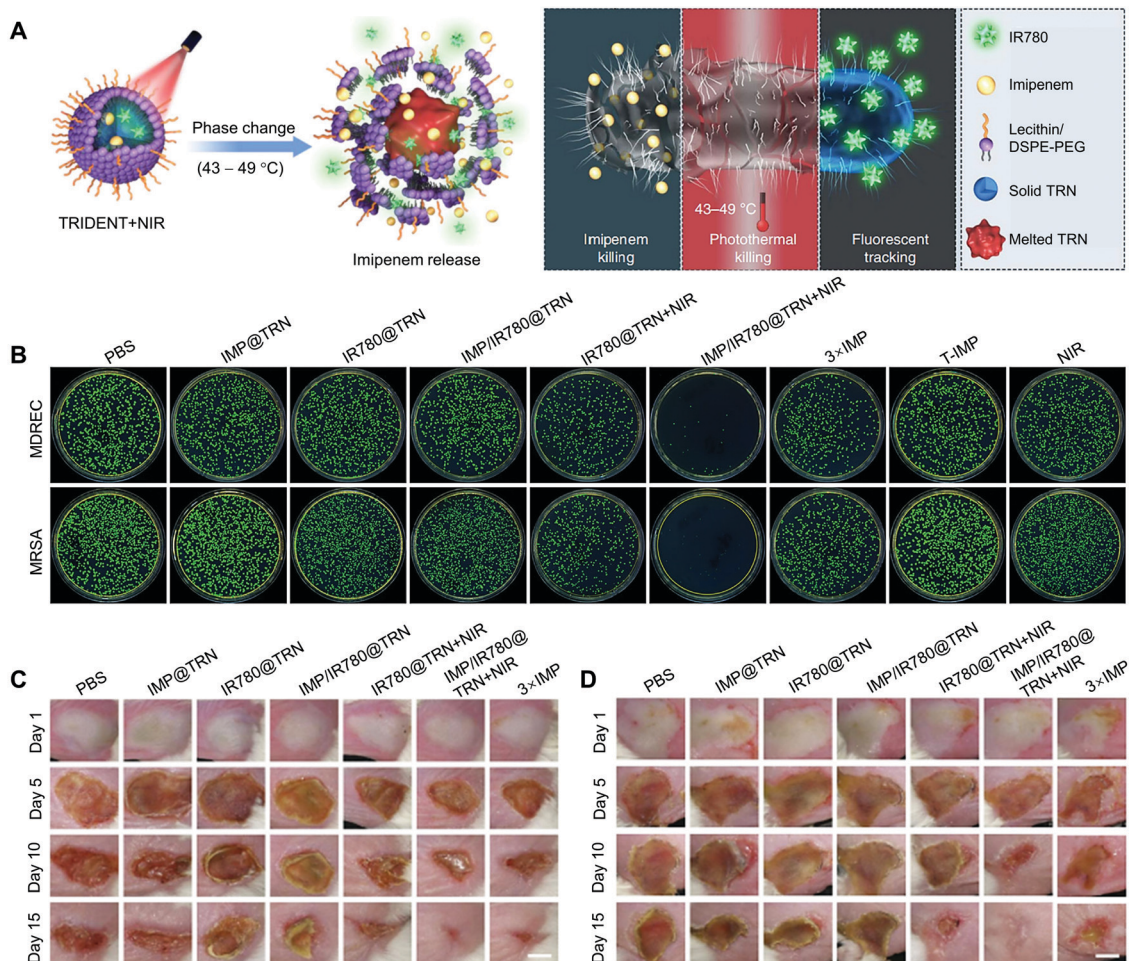 A
TRIDENT+NIR
Phase change
(43 – 49 °C)
Imipenem release
Imipenem
killing
43–49 °C
Photothermal
killing
Fluorescent
tracking
IR780
Imipenem
Lecithin/
DSPE-PEG
Solid TRN
Melted TRN
B
PBS
IMP@TRN
IR780@TRN
IMP/IR780@TRN
IR780@TRN+NIR
IMP/IR780@TRN+NIR
3×IMP
T-IMP
NIR
MDREC
MRSA
C
PBS
IMP@TRN
IR780@TRN
IMP/IR780@TRN
IR780@TRN+NIR
IMP/IR780@
TRN+NIR
3×IMP
Day 1
Day 5
Day 10
Day 15
D
PBS
IMP@TRN
IR780@TRN
IMP/IR780@TRN
IR780@TRN+NIR
IMP/IR780@
TRN+NIR
3×IMP
Day 1
Day 5
Day 10
Day 15